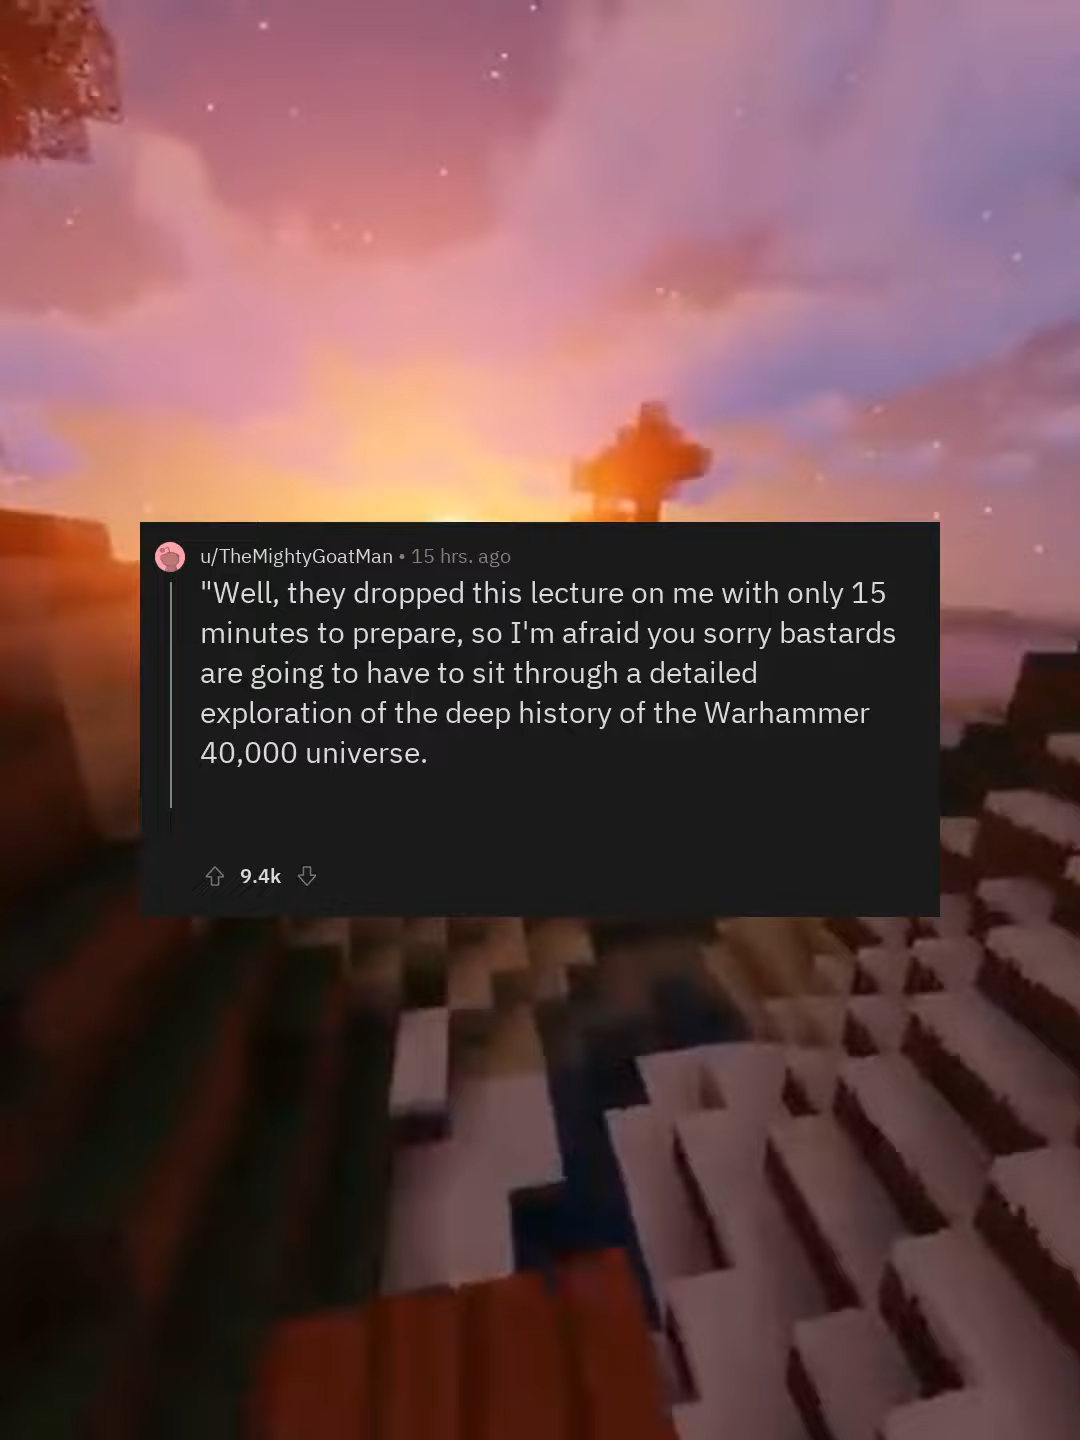 u/TheMightyGoatMan • 15 hrs. ago
"Well, they dropped this lecture on me with only 15
minutes to prepare, so I'm afraid you sorry bastards
are going to have to sit through a detailed
exploration of the deep history of the Warhammer
40,000 universe.
9.4k